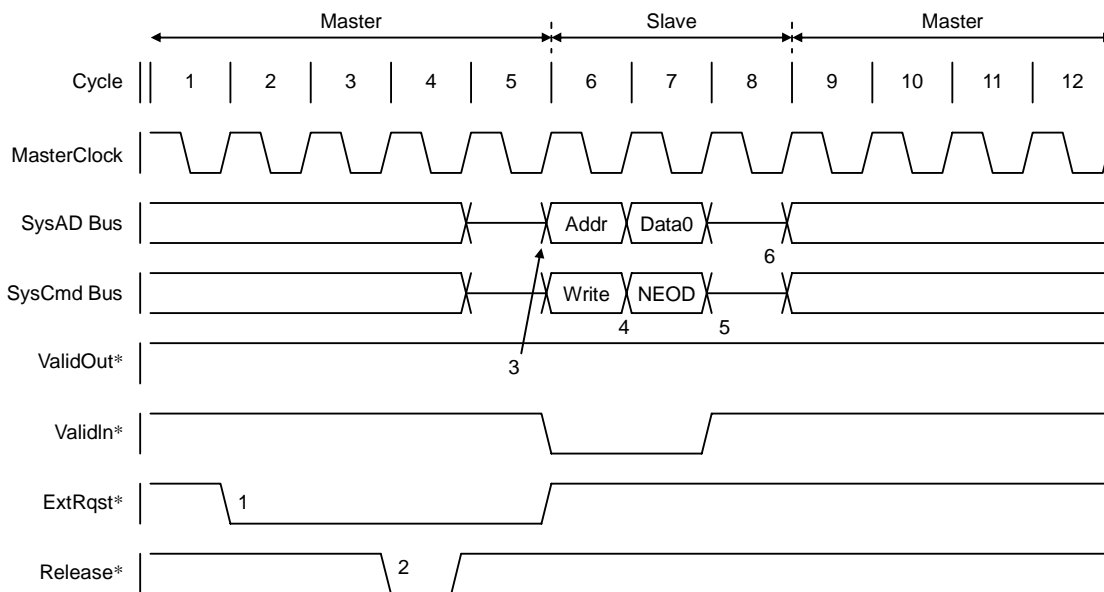 Master Slave Master
Cycle 1 2 3 4 5 6 7 8 9 10 11 12
MasterClock
SysAD Bus Addr Data0
6
SysCmd Bus Write NEOD
4 5
ValidOut* 3
ValidIn*
ExtRqst* 1
Release* 2